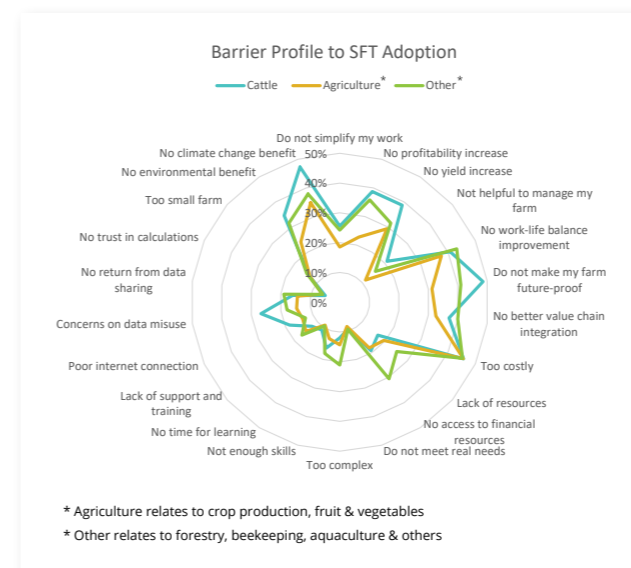 Barrier Profile to SFT Adoption
Cattle
Agriculture*
Other*
Do not simplify my work
No climate change benefit
50%
No profitability increase
No environmental benefit
40%
No yield increase
Too small farm
30%
Not helpful to manage my
farm
No trust in calculations
20%
No work-life balance
improvement
No return from data
sharing
10%
Do not make my farm
future-proof
0%
Concerns on data misuse
No better value chain
integration
Poor internet connection
Too costly
Lack of support and
training
Lack of resources
No time for learning
No access to financial
resources
Not enough skills
Do not meet real needs
Too complex
* Agriculture relates to crop production, fruit & vegetables
* Other relates to forestry, beekeeping, aquaculture & others